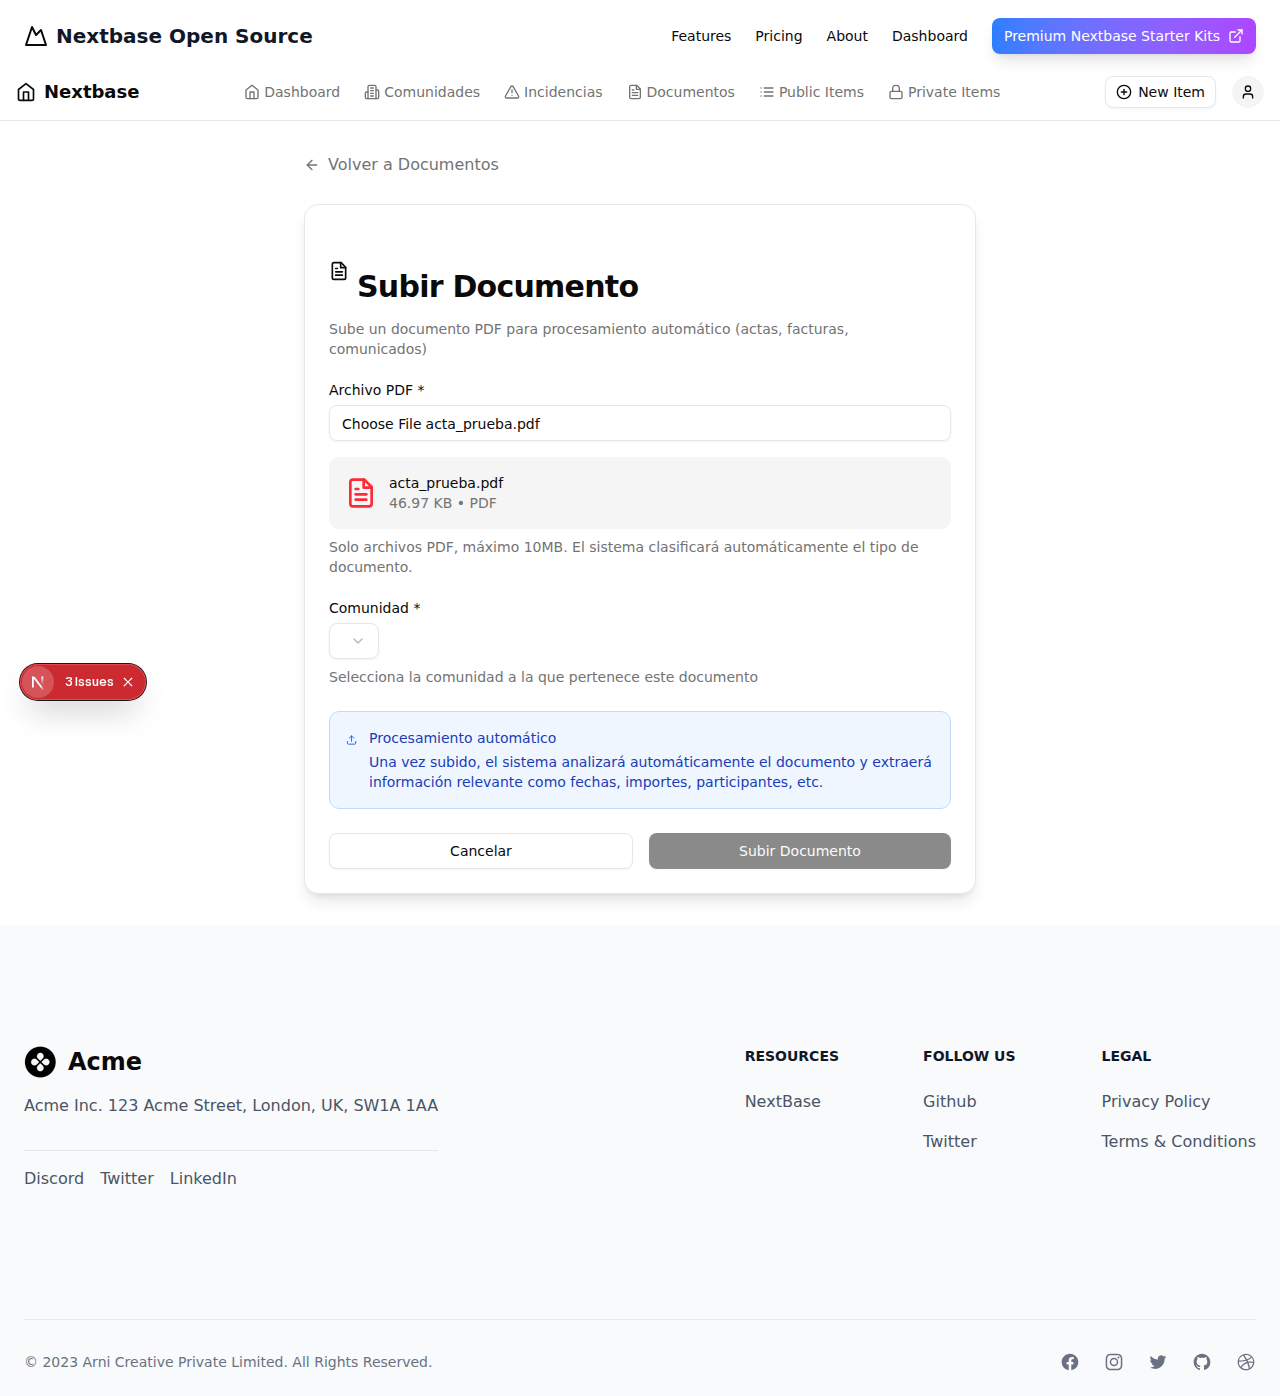 Nextbase Open Source
Features Pricing About Dashboard Premium Nextbase Starter Kits
Nextbase
Dashboard Comunidades Incidencias Documentos Public Items Private Items
New Item
Volver a Documentos
Subir Documento
Sube un documento PDF para procesamiento automático (actas, facturas,
comunicados)
Archivo PDF *
Choose File acta_prueba.pdf
acta_prueba.pdf
46.97 KB • PDF
Solo archivos PDF, máximo 10MB. El sistema clasificará automáticamente el tipo de
documento.
Comunidad *
Selecciona la comunidad a la que pertenece este documento
3 Issues
Procesamiento automático
Una vez subido, el sistema analizará automáticamente el documento y extraerá
información relevante como fechas, importes, participantes, etc.
Cancelar
Subir Documento
Acme
Acme Inc. 123 Acme Street, London, UK, SW1A 1AA
Discord Twitter LinkedIn
RESOURCES
NextBase
FOLLOW US
Github
Twitter
LEGAL
Privacy Policy
Terms & Conditions
© 2023 Arni Creative Private Limited. All Rights Reserved.